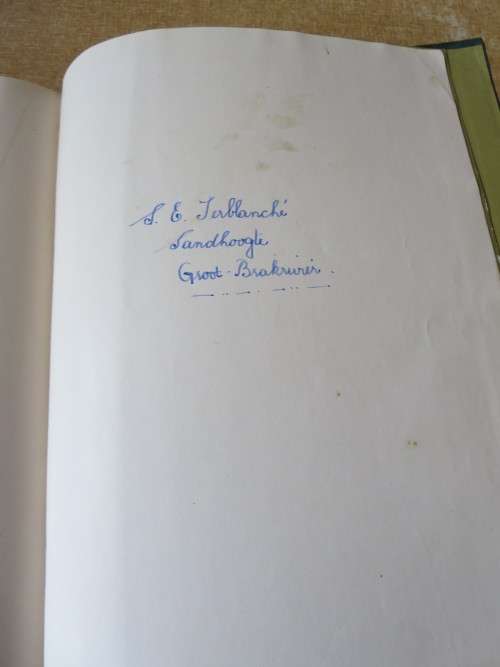 S. E. Terblanché
Sandhoogte
Groot-Brakrivier.